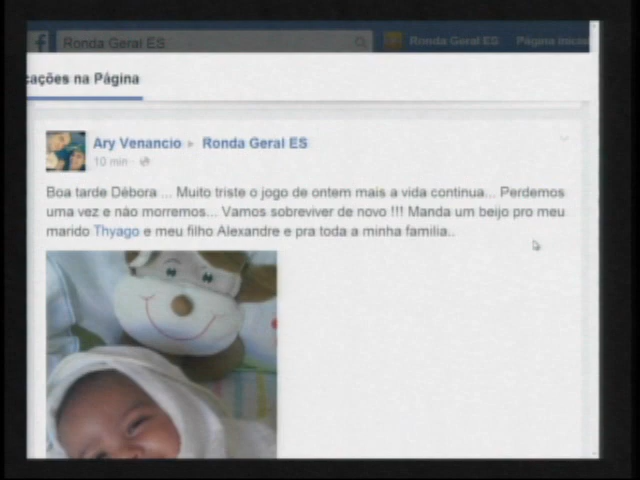 f Ronda Geral ES
Ronda Geral ES Página inicial
cações na Página
Ary Venancio ▸ Ronda Geral ES
10 min ·
Boa tarde Débora ... Muito triste o jogo de ontem mais a vida continua... Perdemos
uma vez e não morremos... Vamos sobreviver de novo !!! Manda um beijo pro meu
marido Thyago e meu filho Alexandre e pra toda a minha familia..